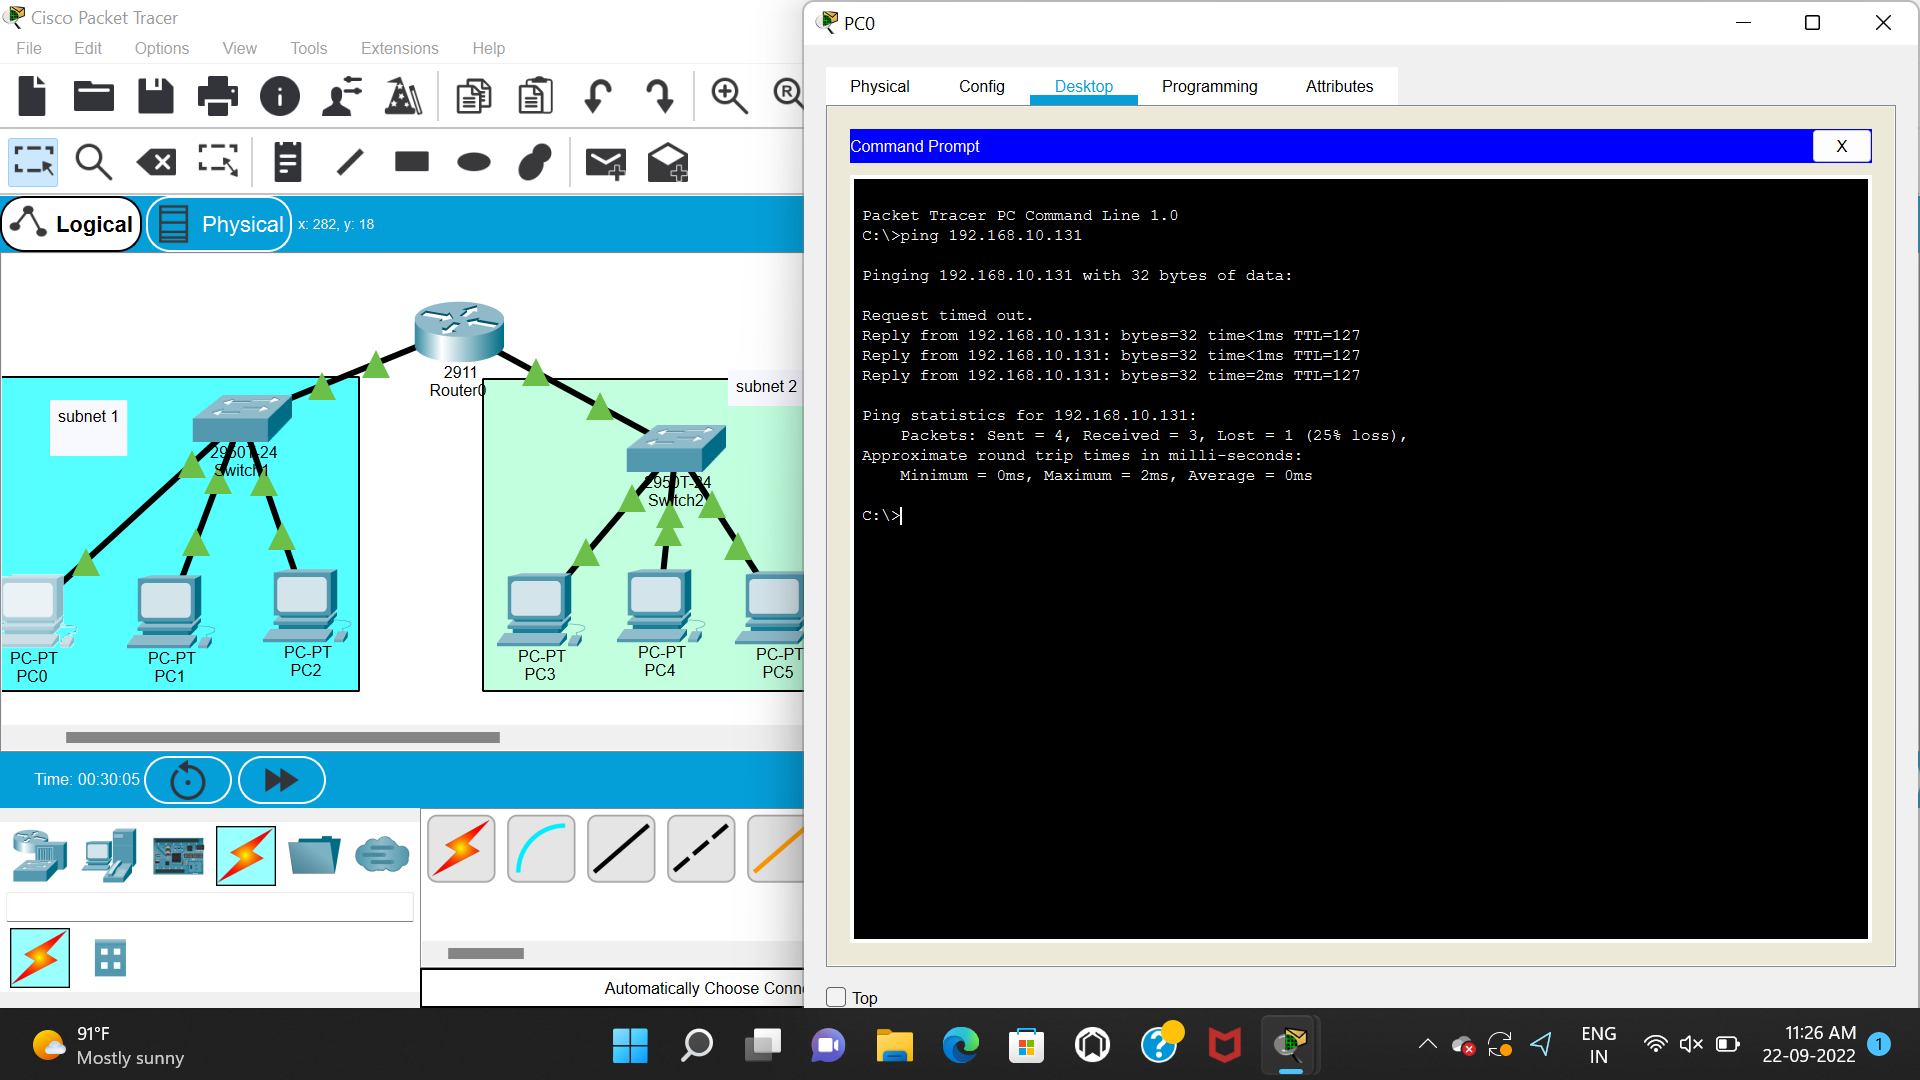 Cisco Packet Tracer
File Edit Options View Tools Extensions Help
R
Logical
Physical
x: 282, y: 18
2911
Router0
subnet 1
subnet 2
2950T-24
Switch1
2950T-24
Switch2
PC-PT
PC0
PC-PT
PC1
PC-PT
PC2
PC-PT
PC3
PC-PT
PC4
PC-PT
PC5
Time: 00:30:05
Automatically Choose Conn
PC0
Physical Config Desktop Programming Attributes
Command Prompt
X
Packet Tracer PC Command Line 1.0
C:\>ping 192.168.10.131
Pinging 192.168.10.131 with 32 bytes of data:
Request timed out.
Reply from 192.168.10.131: bytes=32 time<1ms TTL=127
Reply from 192.168.10.131: bytes=32 time<1ms TTL=127
Reply from 192.168.10.131: bytes=32 time=2ms TTL=127
Ping statistics for 192.168.10.131:
Packets: Sent = 4, Received = 3, Lost = 1 (25% loss),
Approximate round trip times in milli-seconds:
Minimum = 0ms, Maximum = 2ms, Average = 0ms
C:\>
Top
91°F
Mostly sunny
ENG
IN
11:26 AM
22-09-2022
1